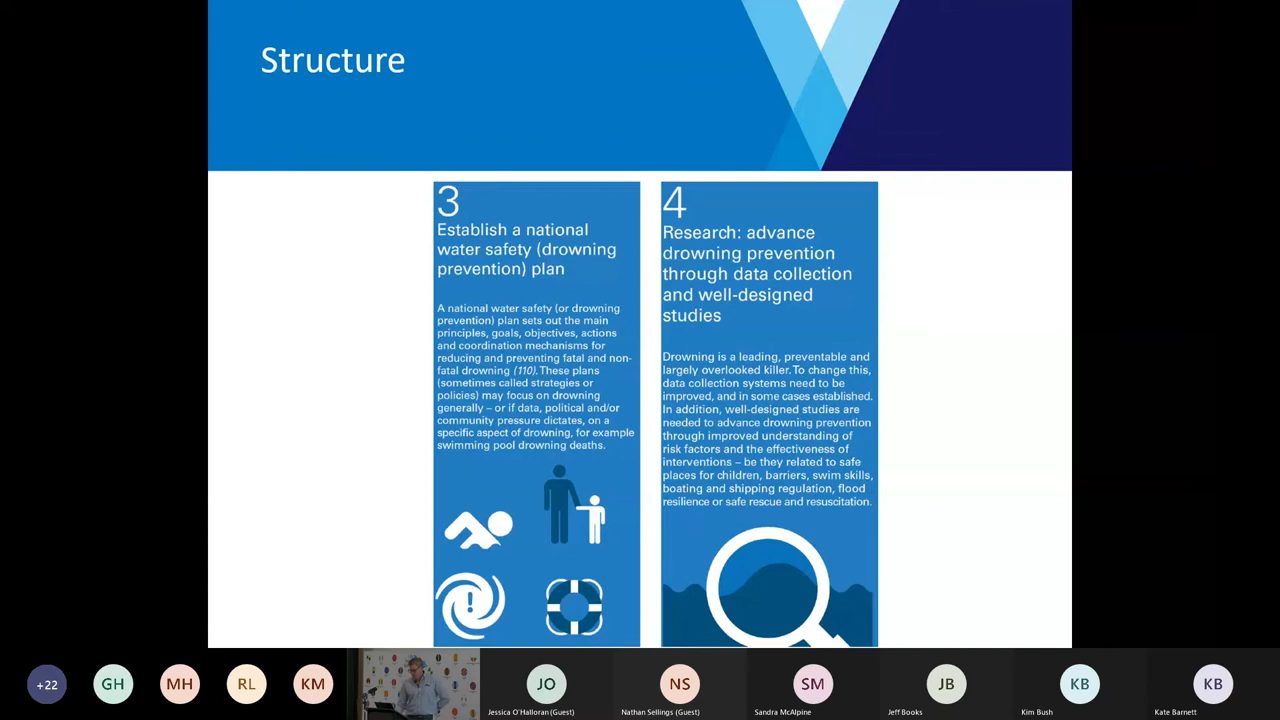 Structure
3
Establish a national
water safety (drowning
prevention) plan
A national water safety (or drowning
prevention) plan sets out the main
principles, goals, objectives, actions
and coordination mechanisms for
reducing and preventing fatal and non-
fatal drowning (110). These plans
(sometimes called strategies or
policies) may focus on drowning
generally – or if data, political and/or
community pressure dictates, on a
specific aspect of drowning, for example
swimming pool drowning deaths.
4
Research: advance
drowning prevention
through data collection
and well-designed
studies
Drowning is a leading, preventable and
largely overlooked killer. To change this,
data collection systems need to be
improved, and in some cases established.
In addition, well-designed studies are
needed to advance drowning prevention
through improved understanding of
risk factors and the effectiveness of
interventions – be they related to safe
places for children, barriers, swim skills,
boating and shipping regulation, flood
resilience or safe rescue and resuscitation.
!
+22
GH
MH
RL
KM
JO
Jessica O'Halloran (Guest)
NS
Nathan Sellings (Guest)
SM
Sandra McAlpine
JB
Jeff Books
KB
Kim Bush
KB
Kate Barnett